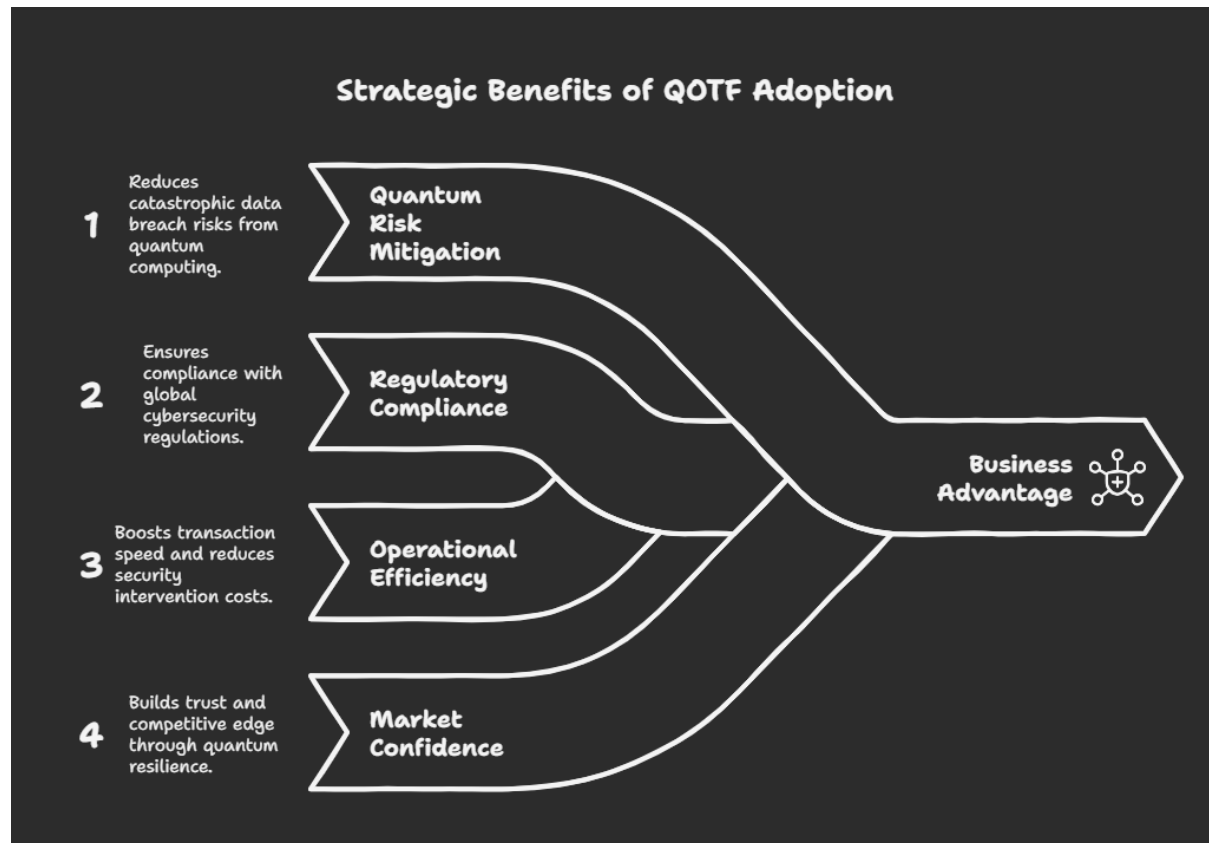 Strategic Benefits of QOTF Adoption
1
Reduces
catastrophic data
breach risks from
quantum
computing.
Quantum
Risk
Mitigation
2
Ensures
compliance with
global
cybersecurity
regulations.
Regulatory
Compliance
3
Boosts transaction
speed and reduces
security
intervention costs.
Operational
Efficiency
4
Builds trust and
competitive edge
through quantum
resilience.
Market
Confidence
Business
Advantage